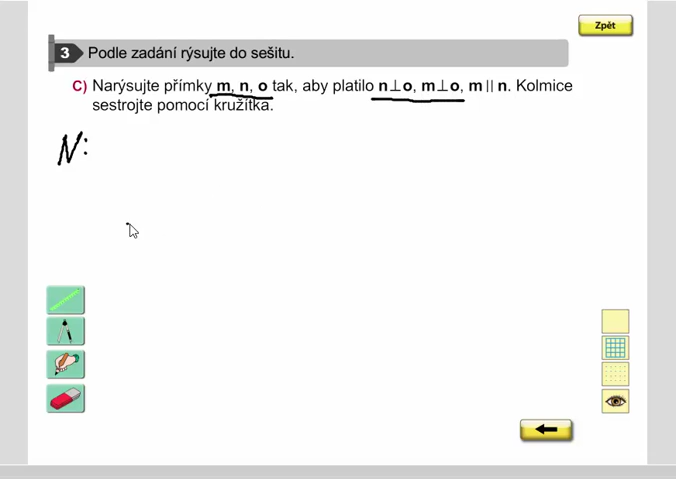 Zpět
3 Podle zadání rýsujte do sešitu.
C) Narýsujte přímky m, n, o tak, aby platilo n⊥o, m⊥o, m || n. Kolmice
sestrojte pomocí kružítka.
N: